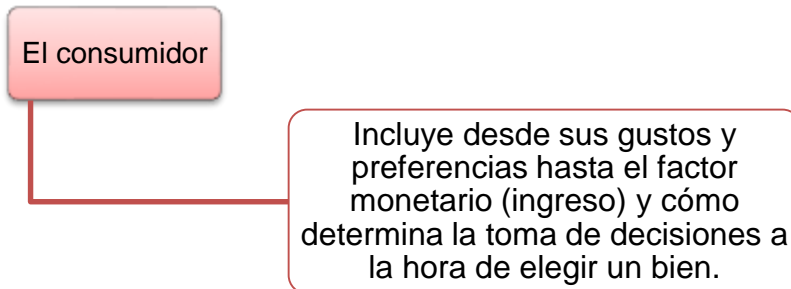 El consumidor
Incluye desde sus gustos y
preferencias hasta el factor
monetario (ingreso) y cómo
determina la toma de decisiones a
la hora de elegir un bien.